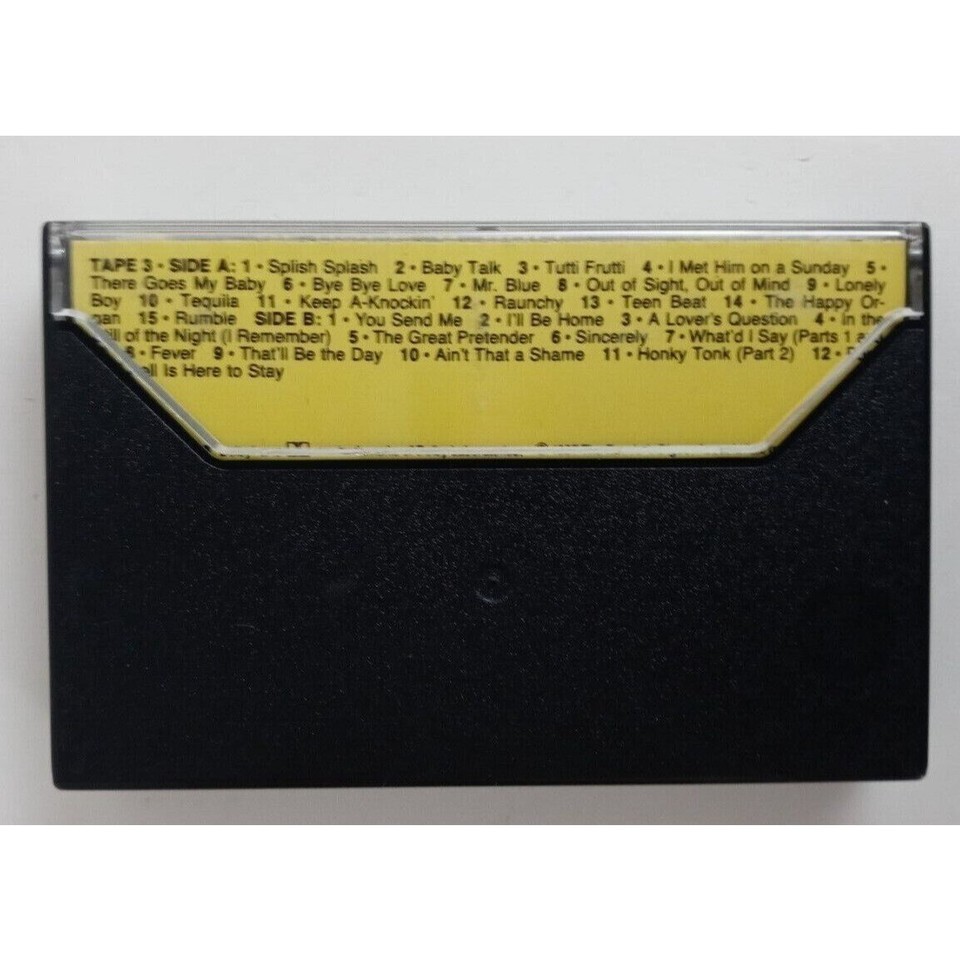 TAPE 3 • SIDE A: 1 • Splish Splash 2 • Baby Talk 3 • Tutti Frutti 4 • I Met Him on a Sunday 5 •
There Goes My Baby 6 • Bye Bye Love 7 • Mr. Blue 8 • Out of Sight, Out of Mind 9 • Lonely
Boy 10 • Tequila 11 • Keep A-Knockin' 12 • Raunchy 13 • Teen Beat 14 • The Happy Or-
gan 15 • Rumble SIDE B: 1 • You Send Me 2 • I'll Be Home 3 • A Lover's Question 4 • In the
of the Night (I Remember) 5 • The Great Pretender 6 • Sincerely 7 • What'd I Say (Parts 1
8 • Fever 9 • That'll Be the Day 10 • Ain't That a Shame 11 • Honky Tonk (Part 2) 12 •
Is Here to Stay